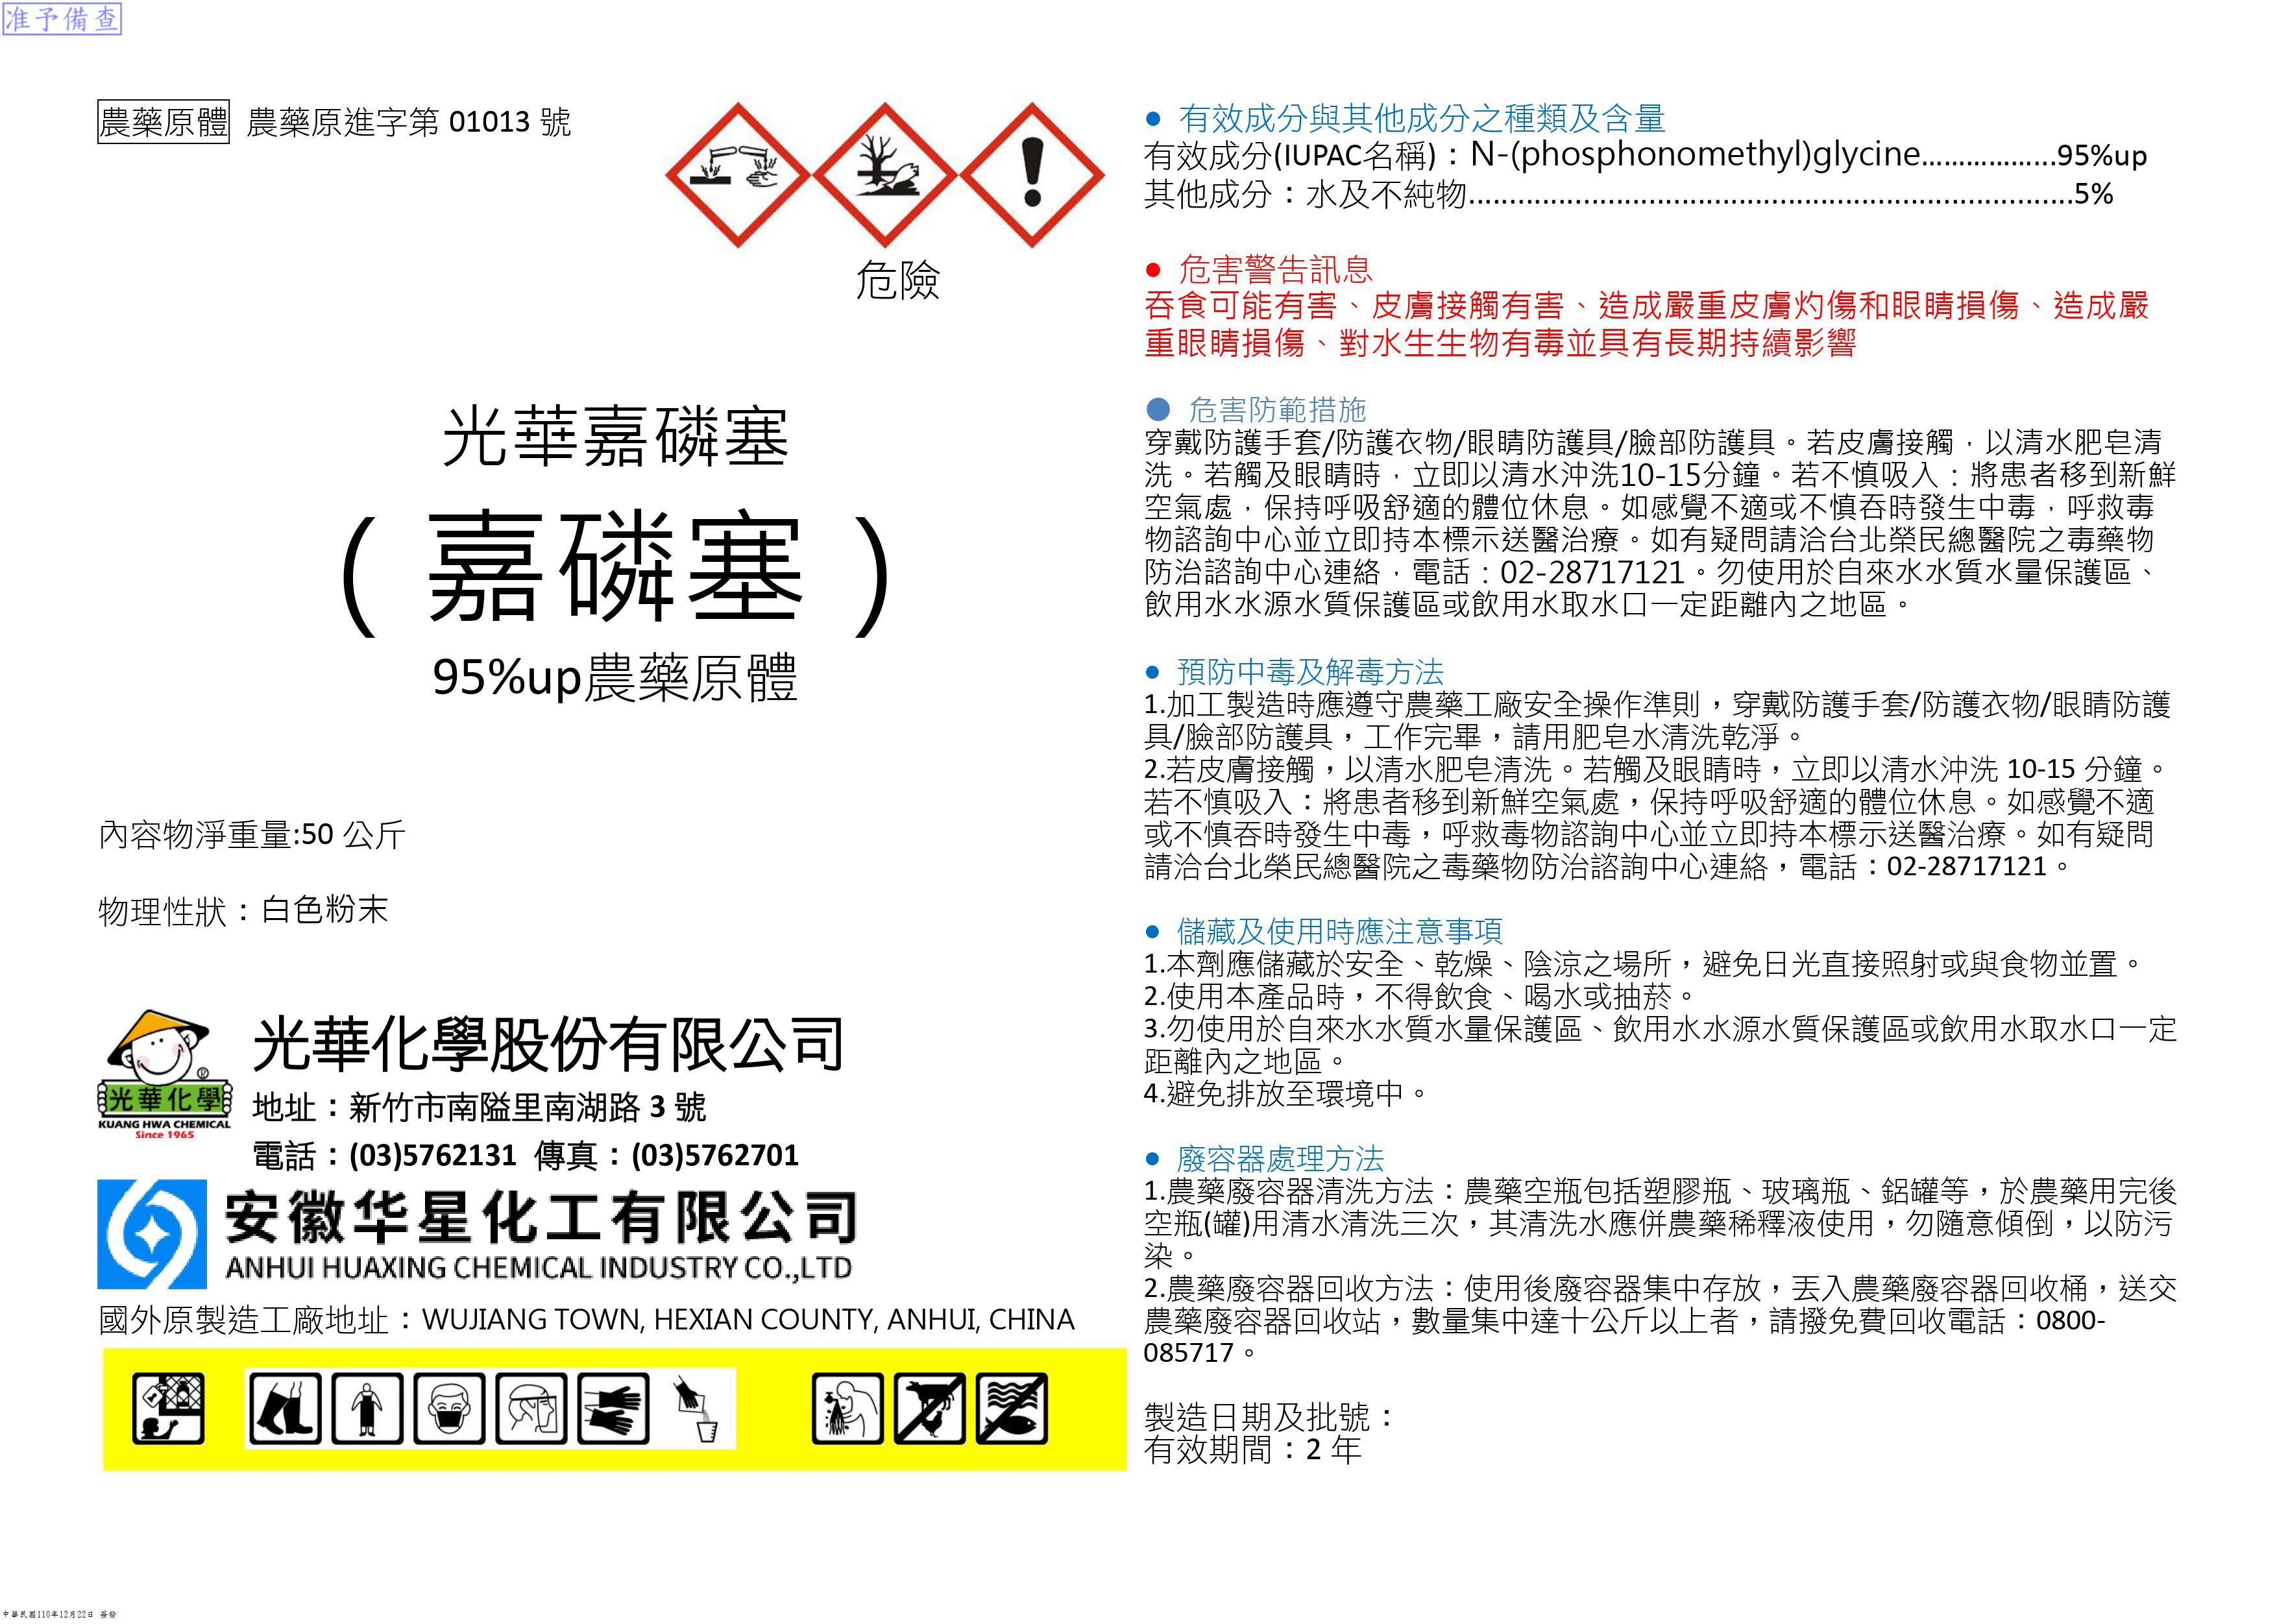 准予備查
農藥原體 農藥原進字第 01013 號
危險
光華嘉磷塞
(嘉磷塞)
95%up農藥原體
內容物淨重量:50 公斤
物理性狀：白色粉末
光華化學
®
KUANG HWA CHEMICAL
Since 1965
光華化學股份有限公司
地址：新竹市南隘里南湖路 3 號
電話：(03)5762131 傳真：(03)5762701
安徽华星化工有限公司
ANHUI HUAXING CHEMICAL INDUSTRY CO.,LTD
國外原製造工廠地址：WUJIANG TOWN, HEXIAN COUNTY, ANHUI, CHINA
● 有效成分與其他成分之種類及含量
有效成分(IUPAC名稱)：N-(phosphonomethyl)glycine..................95%up
其他成分：水及不純物..........................................................................5%
● 危害警告訊息
吞食可能有害、皮膚接觸有害、造成嚴重皮膚灼傷和眼睛損傷、造成嚴
重眼睛損傷、對水生生物有毒並具有長期持續影響
● 危害防範措施
穿戴防護手套/防護衣物/眼睛防護具/臉部防護具。若皮膚接觸，以清水肥皂清
洗。若觸及眼睛時，立即以清水沖洗10-15分鐘。若不慎吸入：將患者移到新鮮
空氣處，保持呼吸舒適的體位休息。如感覺不適或不慎吞時發生中毒，呼救毒
物諮詢中心並立即持本標示送醫治療。如有疑問請洽台北榮民總醫院之毒藥物
防治諮詢中心連絡，電話：02-28717121。勿使用於自來水水質水量保護區、
飲用水水源水質保護區或飲用水取水口一定距離內之地區。
● 預防中毒及解毒方法
1.加工製造時應遵守農藥工廠安全操作準則，穿戴防護手套/防護衣物/眼睛防護
具/臉部防護具，工作完畢，請用肥皂水清洗乾淨。
2.若皮膚接觸，以清水肥皂清洗。若觸及眼睛時，立即以清水沖洗 10-15 分鐘。
若不慎吸入：將患者移到新鮮空氣處，保持呼吸舒適的體位休息。如感覺不適
或不慎吞時發生中毒，呼救毒物諮詢中心並立即持本標示送醫治療。如有疑問
請洽台北榮民總醫院之毒藥物防治諮詢中心連絡，電話：02-28717121。
● 儲藏及使用時應注意事項
1.本劑應儲藏於安全、乾燥、陰涼之場所，避免日光直接照射或與食物並置。
2.使用本產品時，不得飲食、喝水或抽菸。
3.勿使用於自來水水質水量保護區、飲用水水源水質保護區或飲用水取水口一定
距離內之地區。
4.避免排放至環境中。
● 廢容器處理方法
1.農藥廢容器清洗方法：農藥空瓶包括塑膠瓶、玻璃瓶、鋁罐等，於農藥用完後
空瓶(罐)用清水清洗三次，其清洗水應併農藥稀釋液使用，勿隨意傾倒，以防污
染。
2.農藥廢容器回收方法：使用後廢容器集中存放，丟入農藥廢容器回收桶，送交
農藥廢容器回收站，數量集中達十公斤以上者，請撥免費回收電話：0800-
085717。
製造日期及批號：
有效期間：2 年
中華民國110年12月22日 簽發